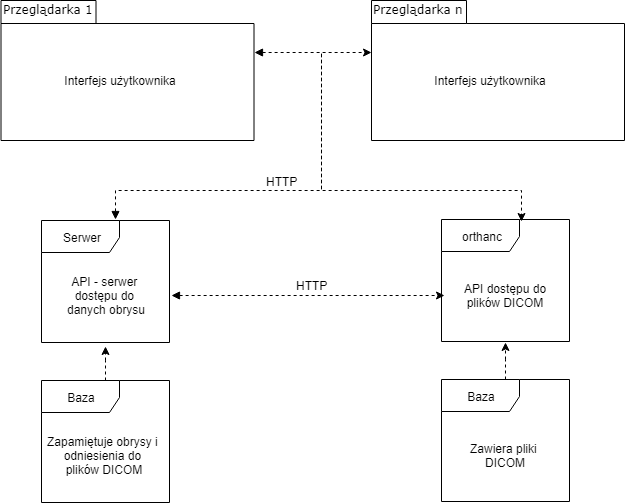 Przeglądarka 1
Przeglądarka n
Interfejs użytkownika
Interfejs użytkownika
HTTP
Serwer
API - serwer
dostępu do
danych obrysu
HTTP
orthanc
API dostępu do
plików DICOM
Baza
Zapamiętuje obrysy i
odniesienia do
plików DICOM
Baza
Zawiera pliki
DICOM